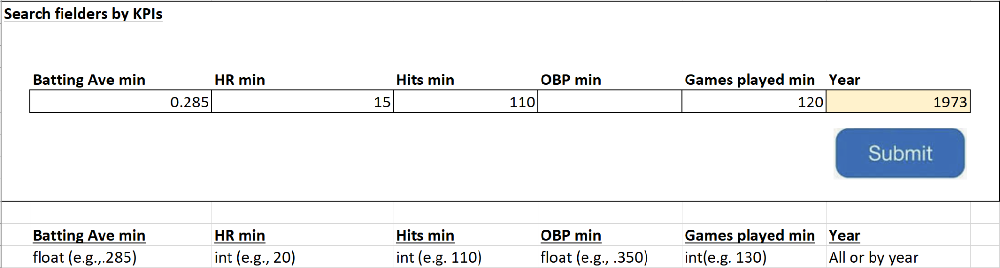 Search fielders by KPIs
Batting Ave min HR min Hits min OBP min Games played min Year
0.285 15 110 120 1973
Submit
Batting Ave min HR min Hits min OBP min Games played min Year
float (e.g.,.285) int (e.g., 20) int (e.g. 110) float (e.g., .350) int(e.g. 130) All or by year